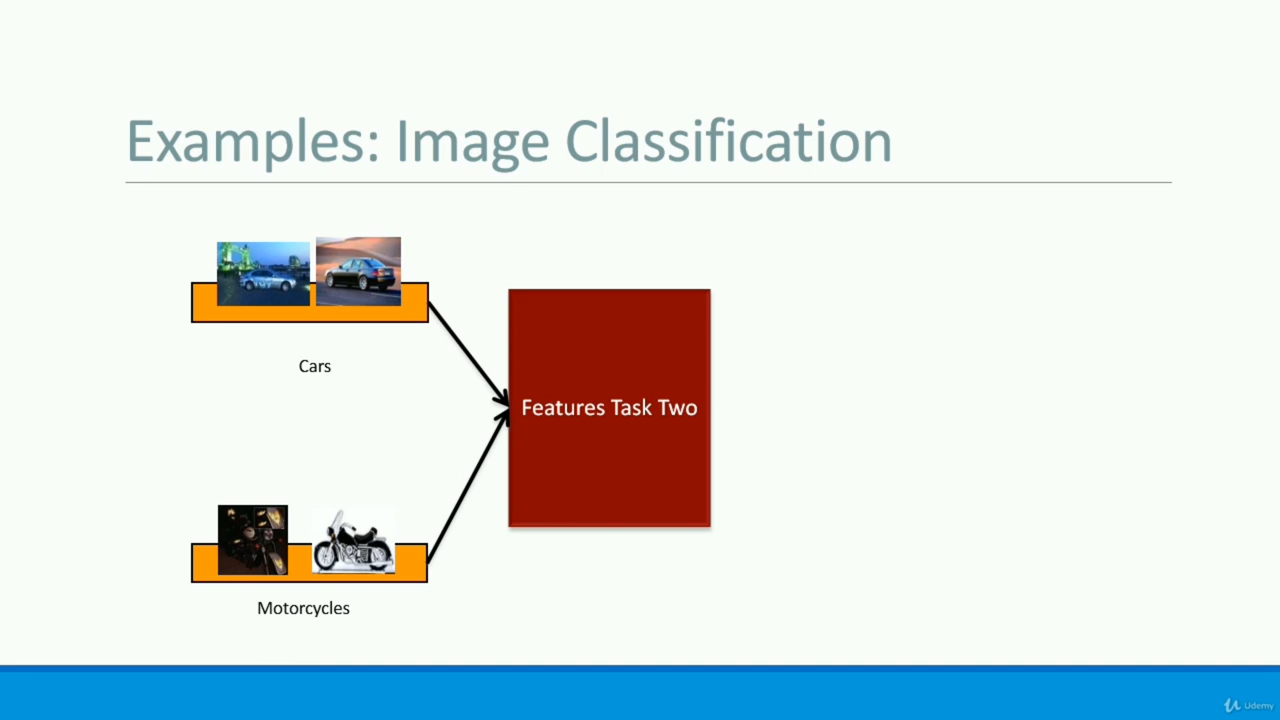 Examples: Image Classification
Cars
Features Task Two
Motorcycles
Udemy